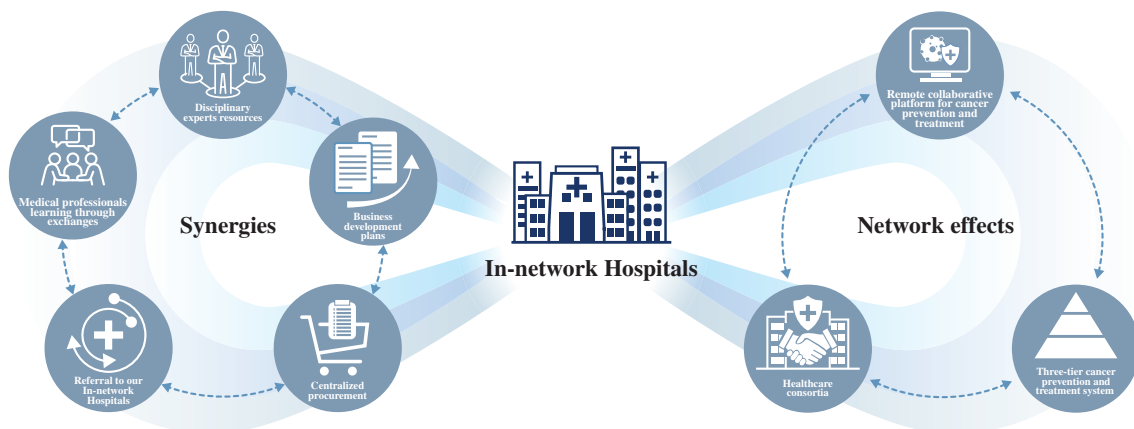 Disciplinary
experts resources
Medical professionals
learning through
exchanges
Synergies
Business
development
plans
Referral to our
In-network
Hospitals
Centralized
procurement
In-network Hospitals
Remote collaborative
platform for cancer
prevention and
treatment
Network effects
Healthcare
consortia
Three-tier cancer
prevention and
treatment system